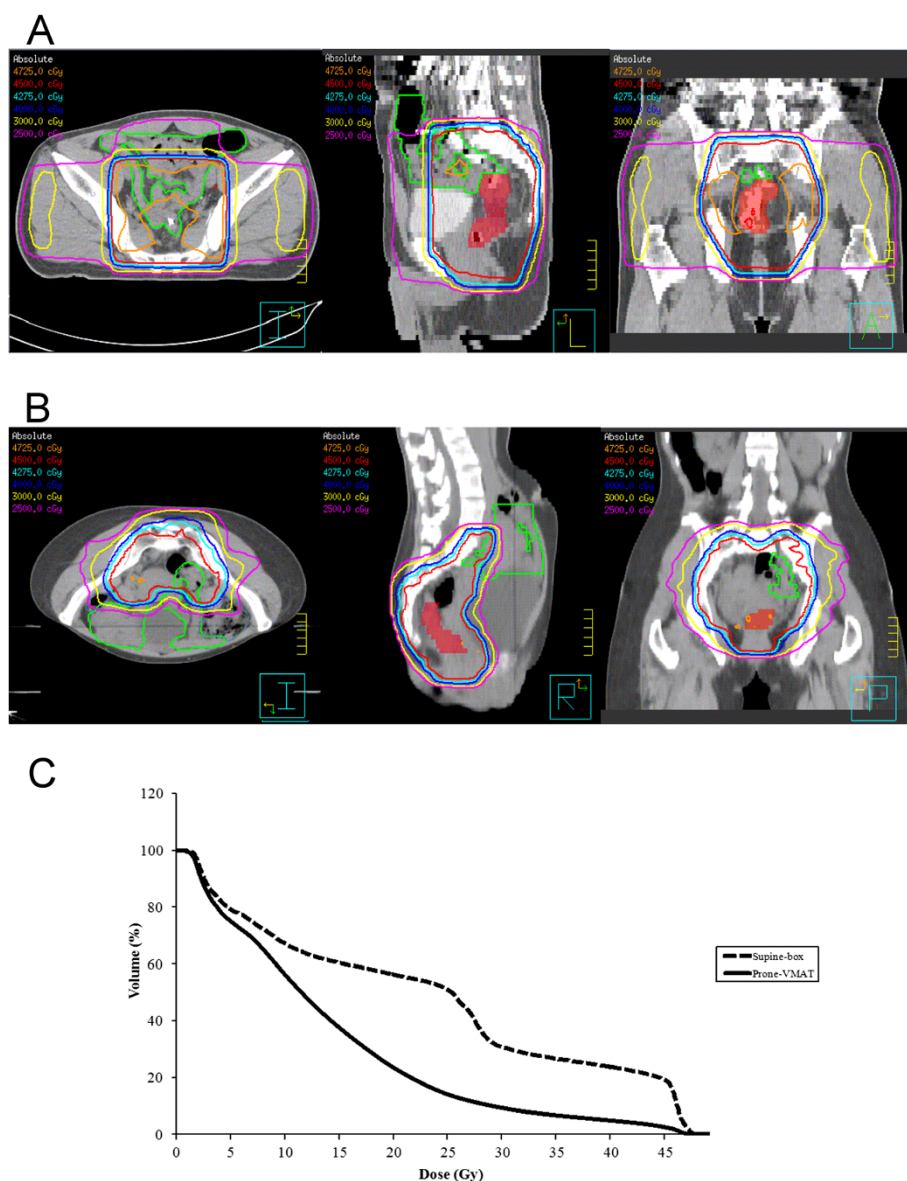 A
Absolute
4725.0 cGy
4500.0 cGy
4275.0 cGy
4000.0 cGy
3000.0 cGy
2500.0 cGy
I
Absolute
4725.0 cGy
4500.0 cGy
4275.0 cGy
4000.0 cGy
3000.0 cGy
2500.0 cGy
L
Absolute
4725.0 cGy
4500.0 cGy
4275.0 cGy
4000.0 cGy
3000.0 cGy
2500.0 cGy
A
B
Absolute
4725.0 cGy
4500.0 cGy
4275.0 cGy
4000.0 cGy
3000.0 cGy
2500.0 cGy
I
Absolute
4725.0 cGy
4500.0 cGy
4275.0 cGy
4000.0 cGy
3000.0 cGy
2500.0 cGy
R
Absolute
4725.0 cGy
4500.0 cGy
4275.0 cGy
4000.0 cGy
3000.0 cGy
2500.0 cGy
P
C
120
100
80
60
40
20
0
Volume (%)
0 5 10 15 20 25 30 35 40 45
Dose (Gy)
Supine-box
Prone-VMAT